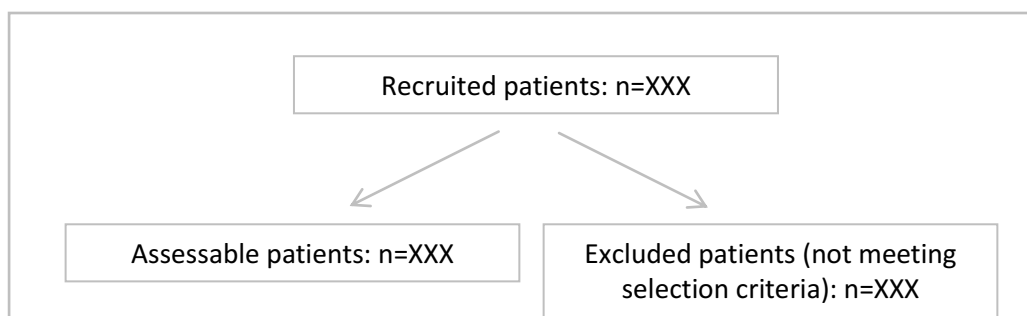 Recruited patients: n=XXX
Assessable patients: n=XXX
Excluded patients (not meeting
selection criteria): n=XXX